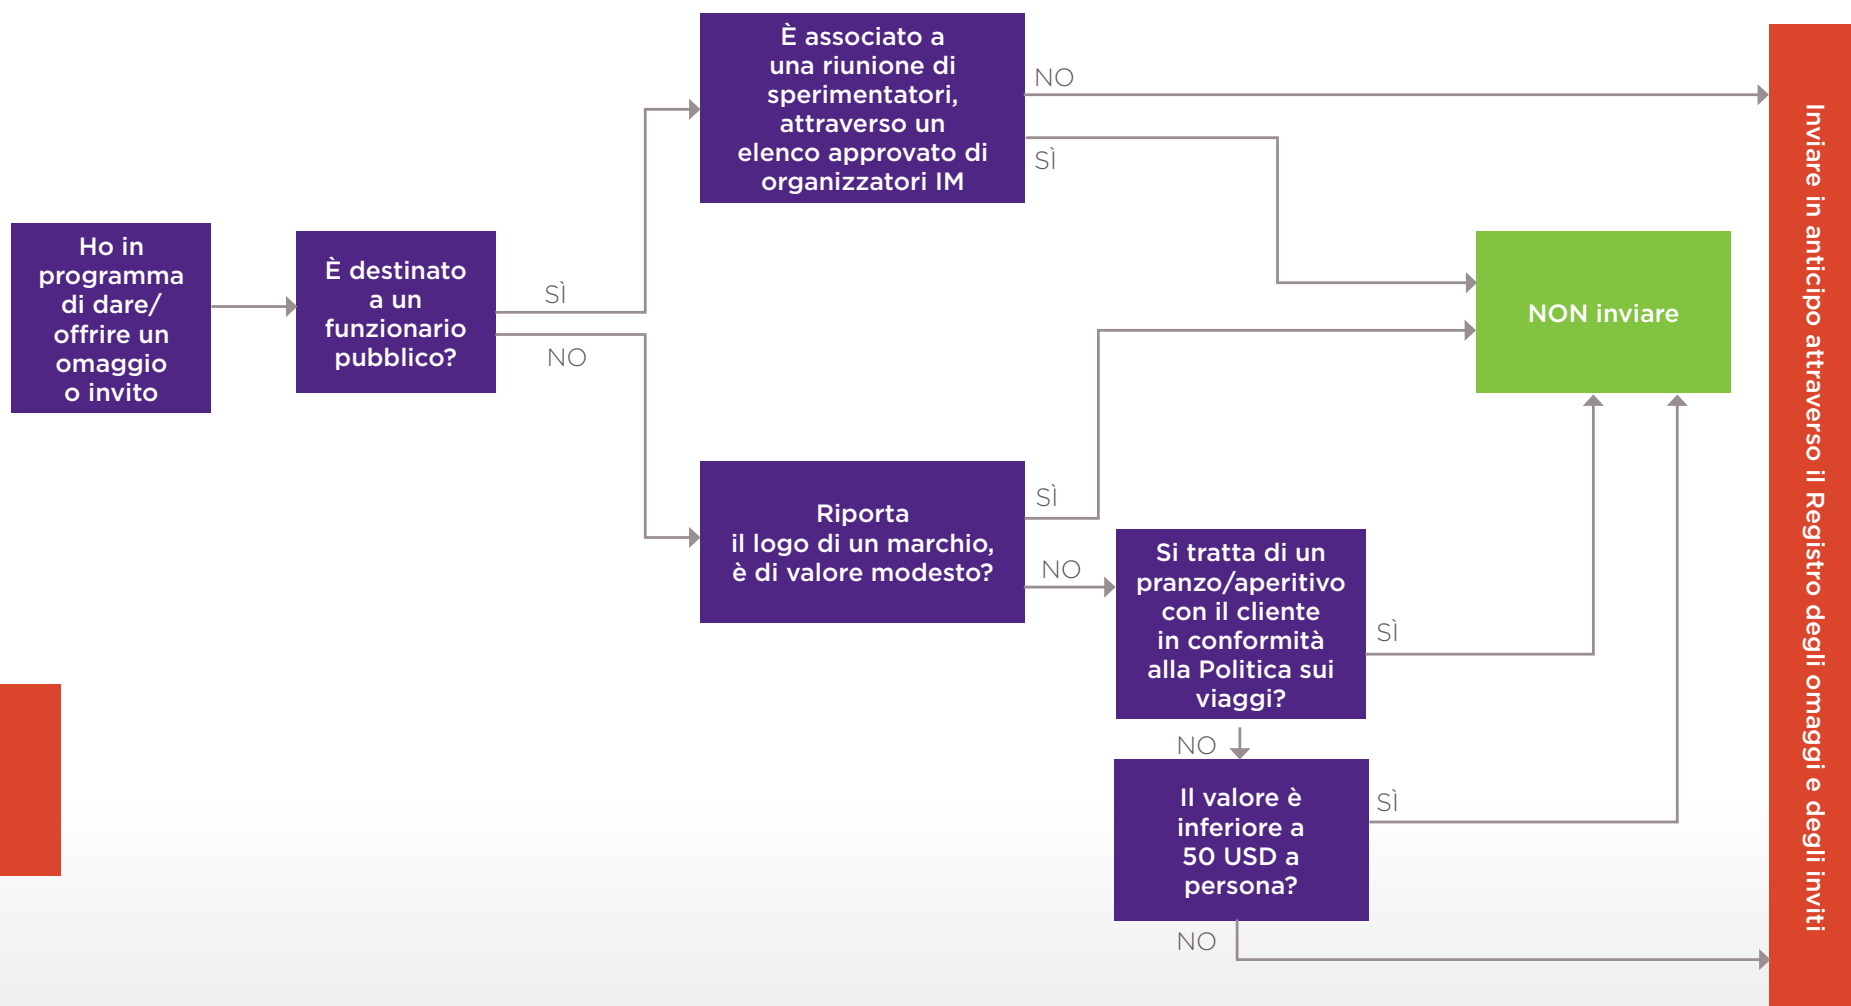 Ho in
programma
di dare/
offrire un
omaggio
o invito
È destinato
a un
funzionario
pubblico?
SÌ
NO
È associato a
una riunione di
sperimentatori,
attraverso un
elenco approvato di
organizzatori IM
NO
SÌ
Riporta
il logo di un marchio,
è di valore modesto?
SÌ
NO
Si tratta di un
pranzo/aperitivo
con il cliente
in conformità
alla Politica sui
viaggi?
SÌ
NO
Il valore è
inferiore a
50 USD a
persona?
SÌ
NO
NON inviare
Inviare in anticipo attraverso il Registro degli omaggi e degli inviti